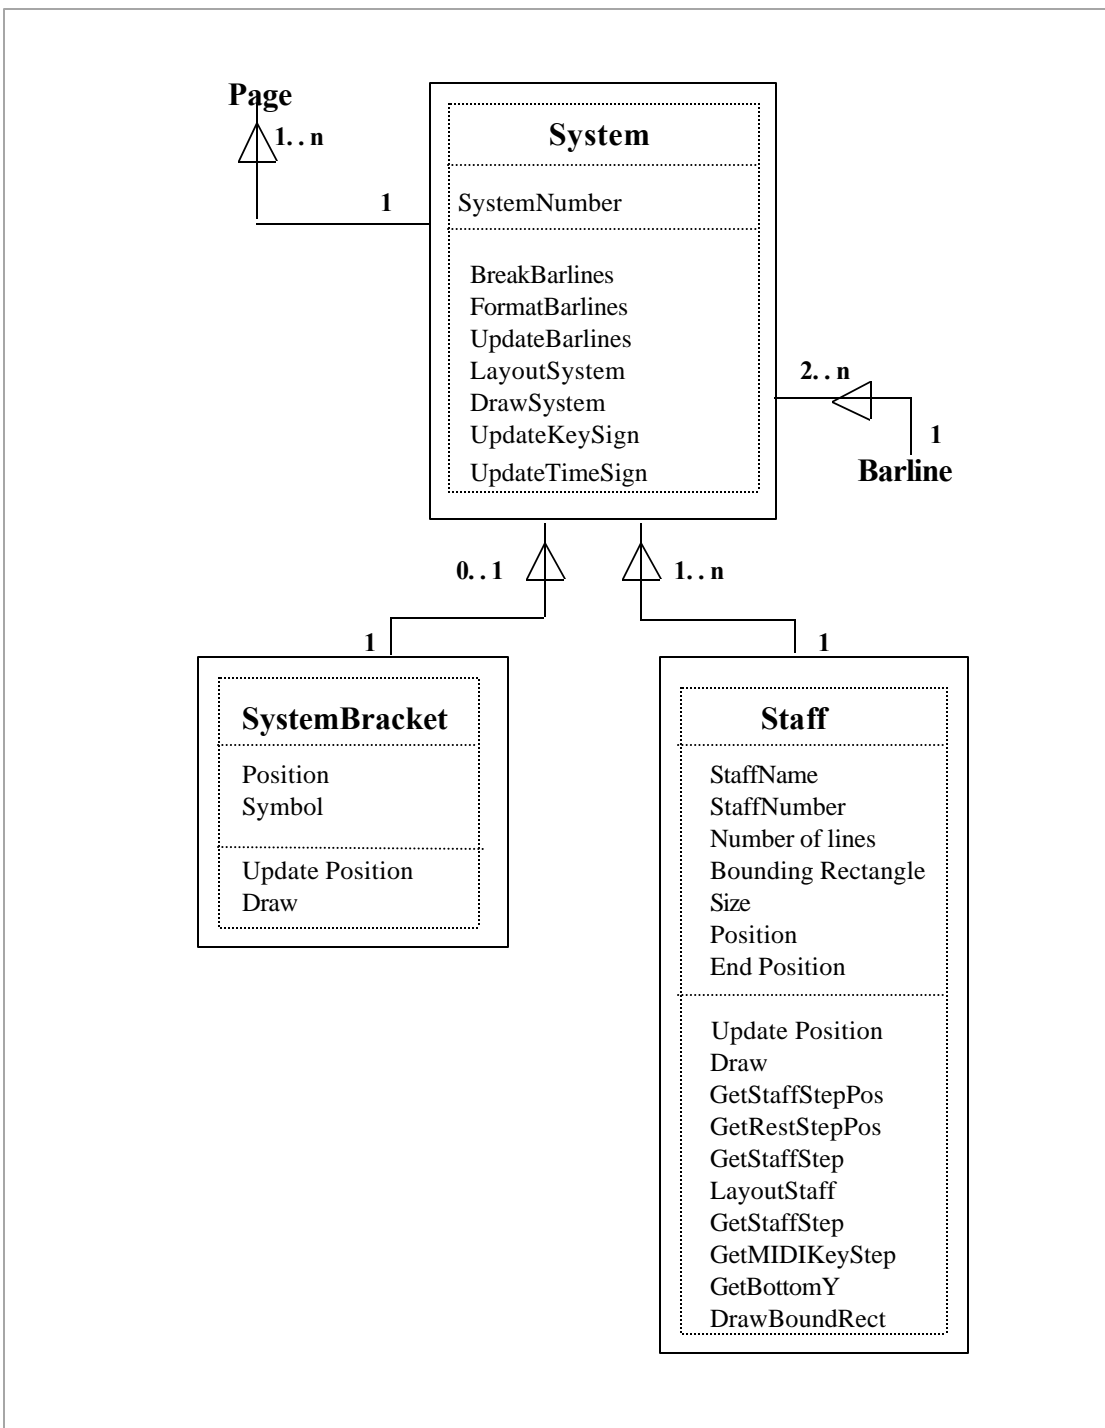 Page
1. . n
1
System
SystemNumber
BreakBarlines
FormatBarlines
UpdateBarlines
LayoutSystem
DrawSystem
UpdateKeySign
UpdateTimeSign
2. . n
1
Barline
0. . 1
1. . n
1
1
SystemBracket
Position
Symbol
Update Position
Draw
Staff
StaffName
StaffNumber
Number of lines
Bounding Rectangle
Size
Position
End Position
Update Position
Draw
GetStaffStepPos
GetRestStepPos
GetStaffStep
LayoutStaff
GetStaffStep
GetMIDIKeyStep
GetBottomY
DrawBoundRect